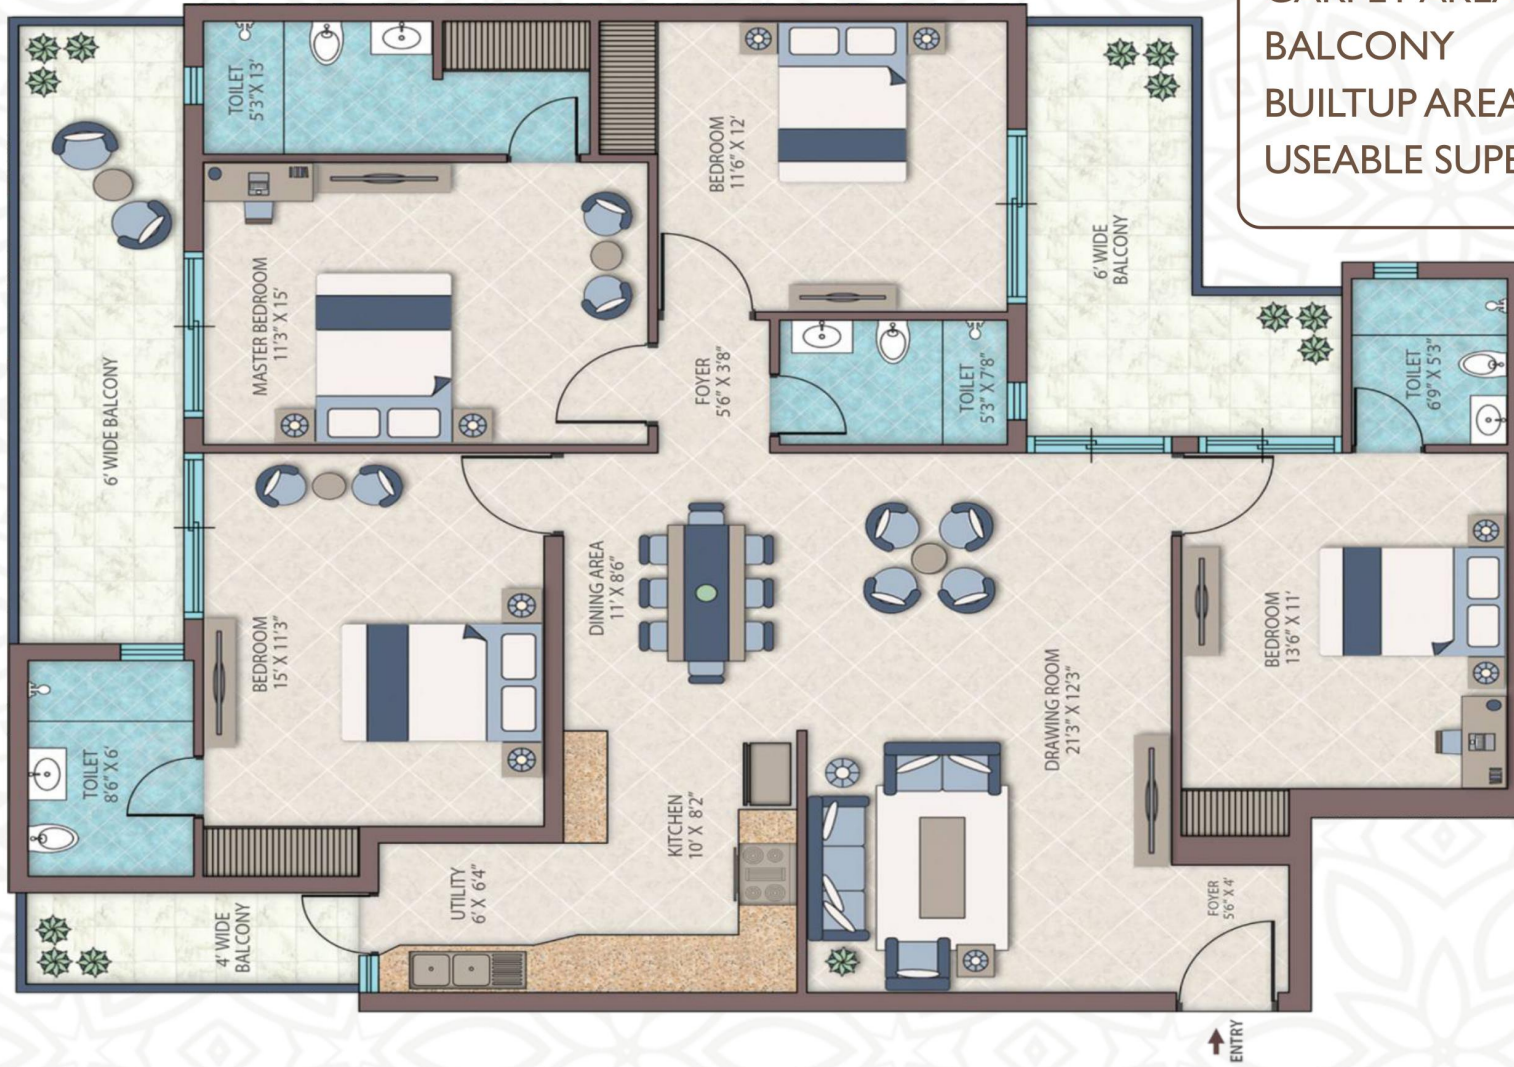 CARPET AREA
BALCONY
BUILTUP AREA
USEABLE SUPE
TOILET
5'3"X 13'
BEDROOM
11'6" X 12'
6' WIDE
BALCONY
MASTER BEDROOM
11'3" X 15'
6' WIDE BALCONY
FOYER
5'6" X 3'8"
TOILET
5'3" X 7'8"
TOILET
6'9" X 5'3"
BEDROOM
15' X 11'3"
DINING AREA
11' X 8'6"
DRAWING ROOM
21'3" X 12'3"
BEDROOM
13'6" X 11'
TOILET
8'6" X 6'
KITCHEN
10' X 8'2"
UTILITY
6' X 6'4"
4' WIDE
BALCONY
FOYER
5'6" X 4'
ENTRY